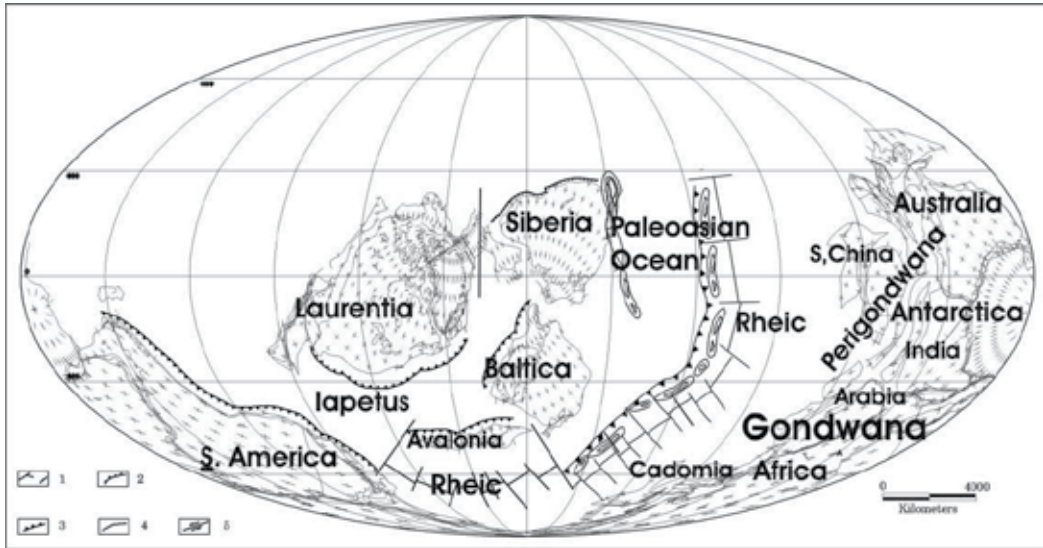 Siberia
Paleoasian
Ocean
Australia
S,China
Perigondwana
Laurentia
Antarctica
Rheic
India
Baltica
Arabia
Iapetus
Gondwana
Avalonia
S. America
Cadomia
Africa
Rheic
1
2
3
4
5
0
4000
Kilometers